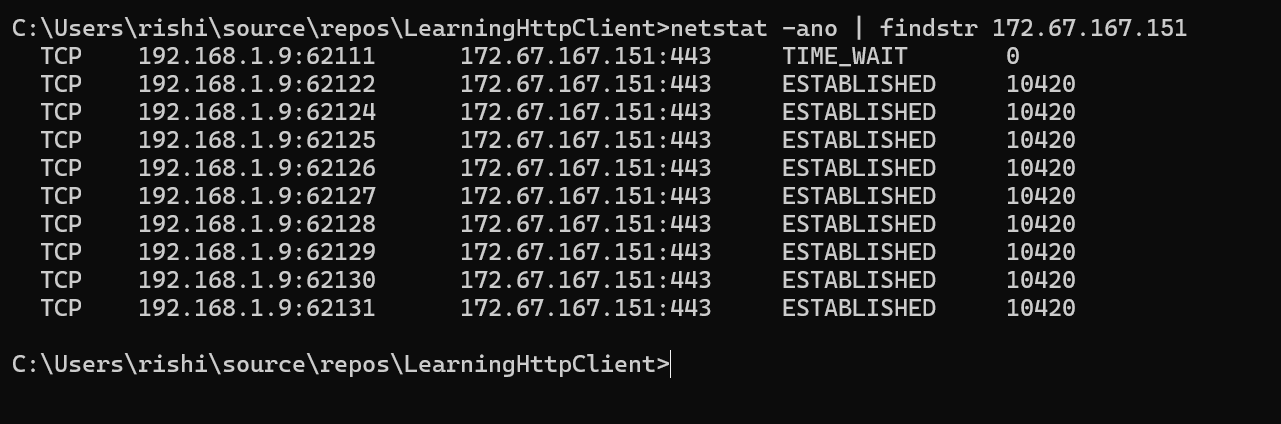 C:\Users\rishi\source\repos\LearningHttpClient>netstat -ano | findstr 172.67.167.151
TCP 192.168.1.9:62111 172.67.167.151:443 TIME_WAIT 0
TCP 192.168.1.9:62122 172.67.167.151:443 ESTABLISHED 10420
TCP 192.168.1.9:62124 172.67.167.151:443 ESTABLISHED 10420
TCP 192.168.1.9:62125 172.67.167.151:443 ESTABLISHED 10420
TCP 192.168.1.9:62126 172.67.167.151:443 ESTABLISHED 10420
TCP 192.168.1.9:62127 172.67.167.151:443 ESTABLISHED 10420
TCP 192.168.1.9:62128 172.67.167.151:443 ESTABLISHED 10420
TCP 192.168.1.9:62129 172.67.167.151:443 ESTABLISHED 10420
TCP 192.168.1.9:62130 172.67.167.151:443 ESTABLISHED 10420
TCP 192.168.1.9:62131 172.67.167.151:443 ESTABLISHED 10420
C:\Users\rishi\source\repos\LearningHttpClient>